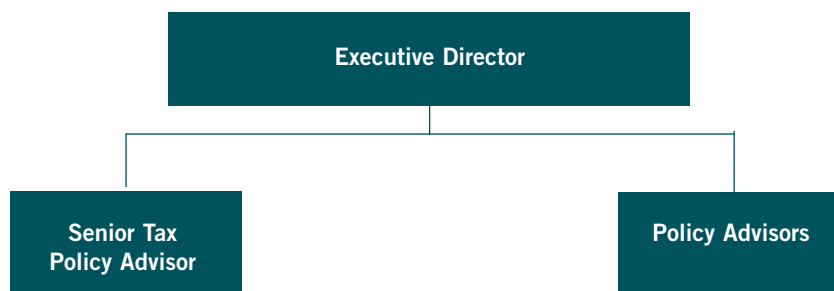 Executive Director
Senior Tax
Policy Advisor
Policy Advisors